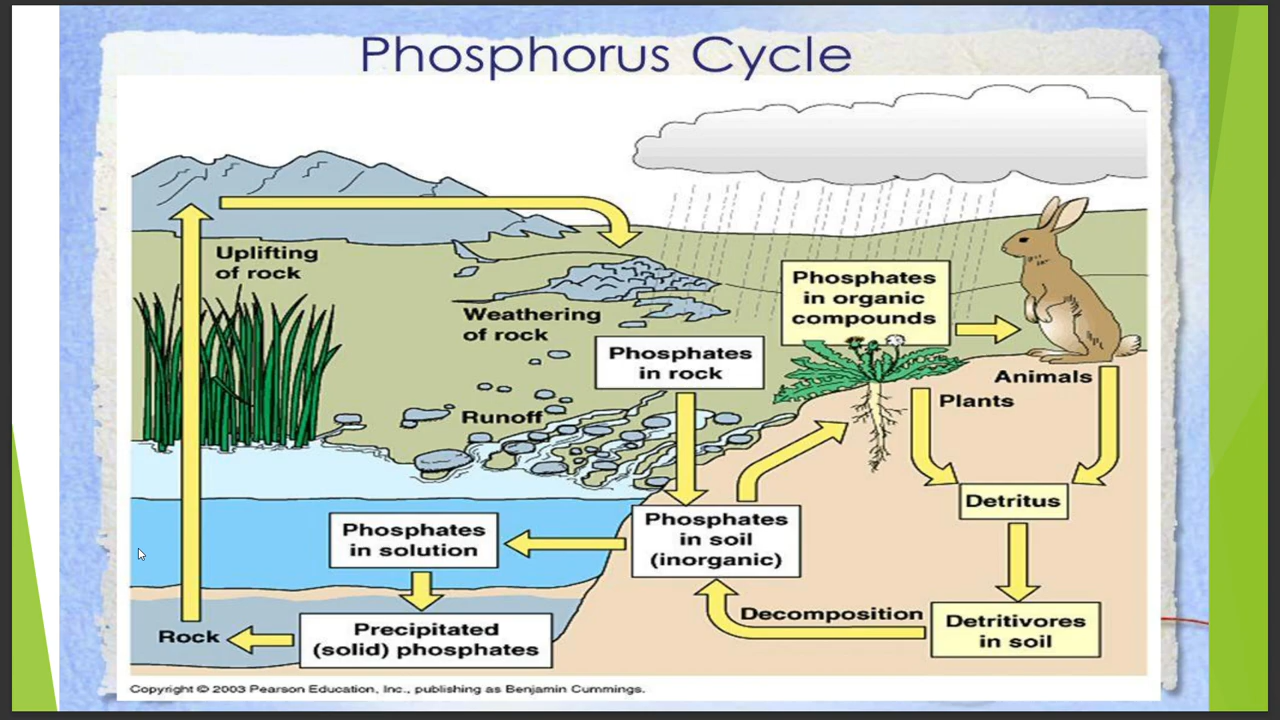 Phosphorus Cycle
Uplifting
of rock
Weathering
of rock
Phosphates
in organic
compounds
Phosphates
in rock
Animals
Plants
Runoff
Detritus
Phosphates
in solution
Phosphates
in soil
(inorganic)
Decomposition
Detritivores
in soil
Rock
Precipitated
(solid) phosphates
Copyright © 2003 Pearson Education, Inc., publishing as Benjamin Cummings.